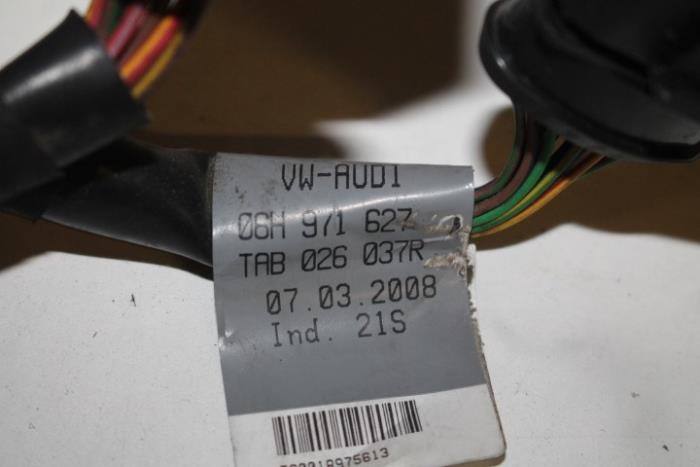 VW-AUDI
06H 971 627
TAB 026 037R
07.03.2008
Ind. 21S